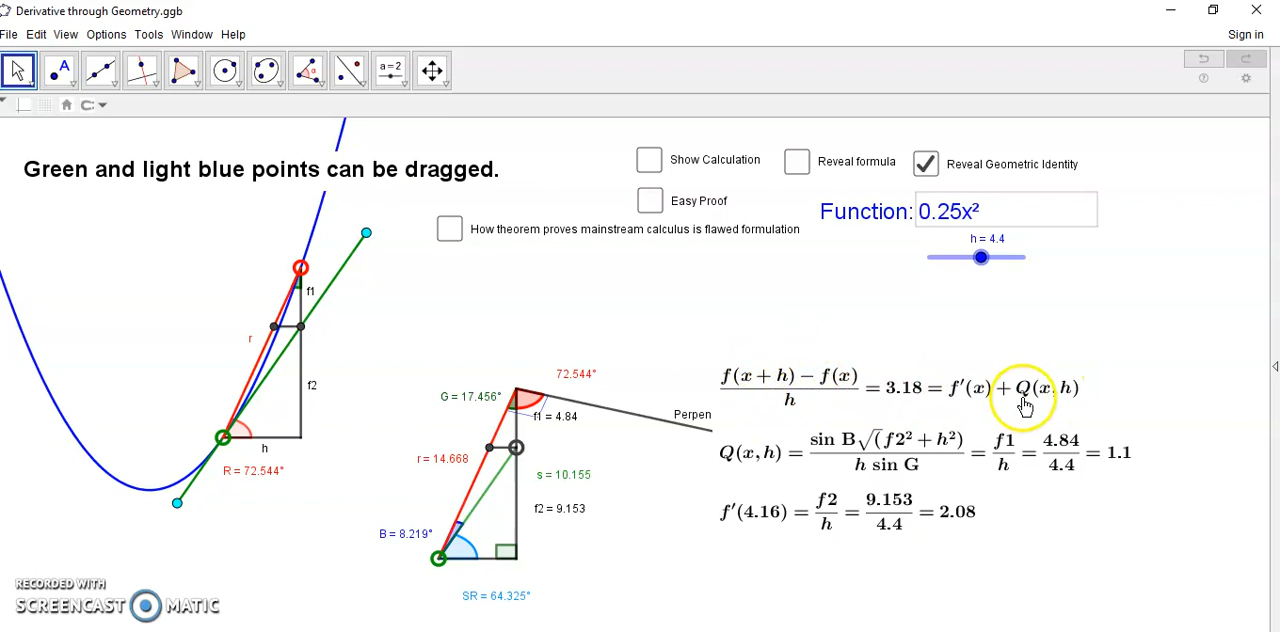 Derivative through Geometry.ggb
File Edit View Options Tools Window Help
Sign in
A
α
a=2
Green and light blue points can be dragged.
Show Calculation
Reveal formula
Reveal Geometric Identity
Easy Proof
Function: 0.25x²
How theorem proves mainstream calculus is flawed formulation
h = 4.4
f1
r
f2
h
R = 72.544°
72.544°
G = 17.456°
f1 = 4.84
Perpen
r = 14.668
s = 10.155
f2 = 9.153
B = 8.219°
SR = 64.325°
f(x + h) − f(x) / h = 3.18 = f′(x) + Q(x, h)
Q(x, h) = sin B√(f2² + h²) / h sin G = f1 / h = 4.84 / 4.4 = 1.1
f′(4.16) = f2 / h = 9.153 / 4.4 = 2.08
RECORDED WITH
SCREENCAST MATIC